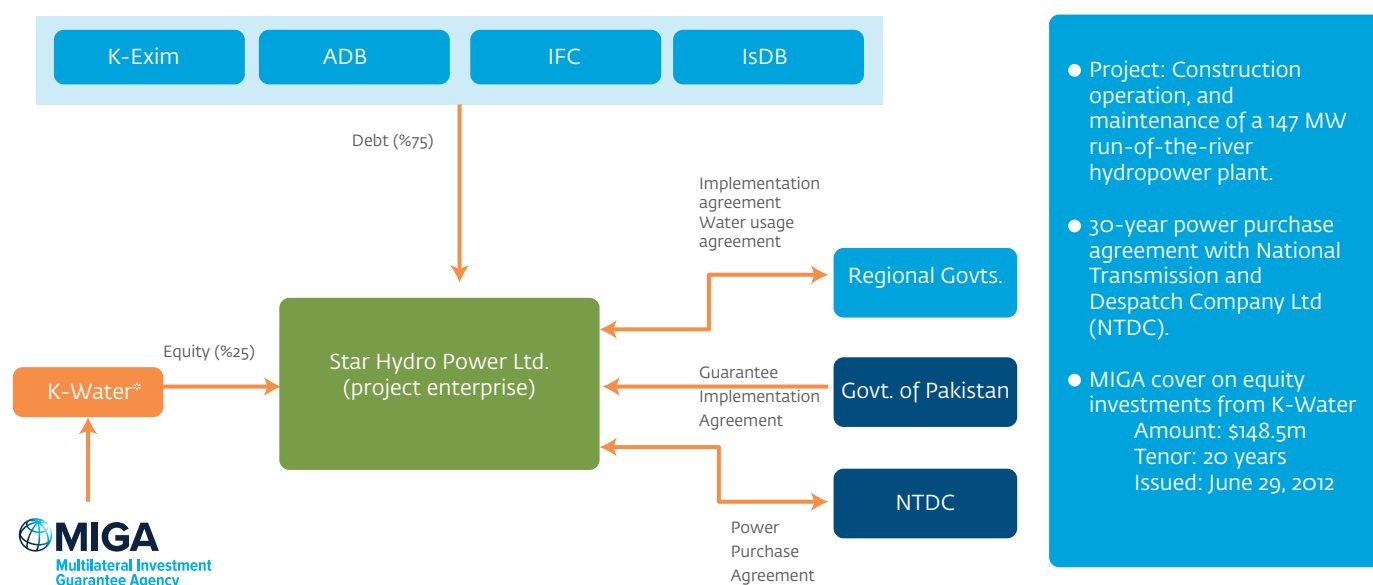 K-Exim
ADB
IFC
IsDB
Debt (%75)
Implementation
agreement
Water usage
agreement
Regional Govts.
Equity (%25)
Star Hydro Power Ltd.
(project enterprise)
K-Water*
Guarantee
Implementation
Agreement
Govt. of Pakistan
NTDC
Power
Purchase
Agreement
MIGA
Multilateral Investment
Guarantee Agency
● Project: Construction
operation, and
maintenance of a 147 MW
run-of-the-river
hydropower plant.
● 30-year power purchase
agreement with National
Transmission and
Despatch Company Ltd
(NTDC).
● MIGA cover on equity
investments from K-Water
Amount: $148.5m
Tenor: 20 years
Issued: June 29, 2012